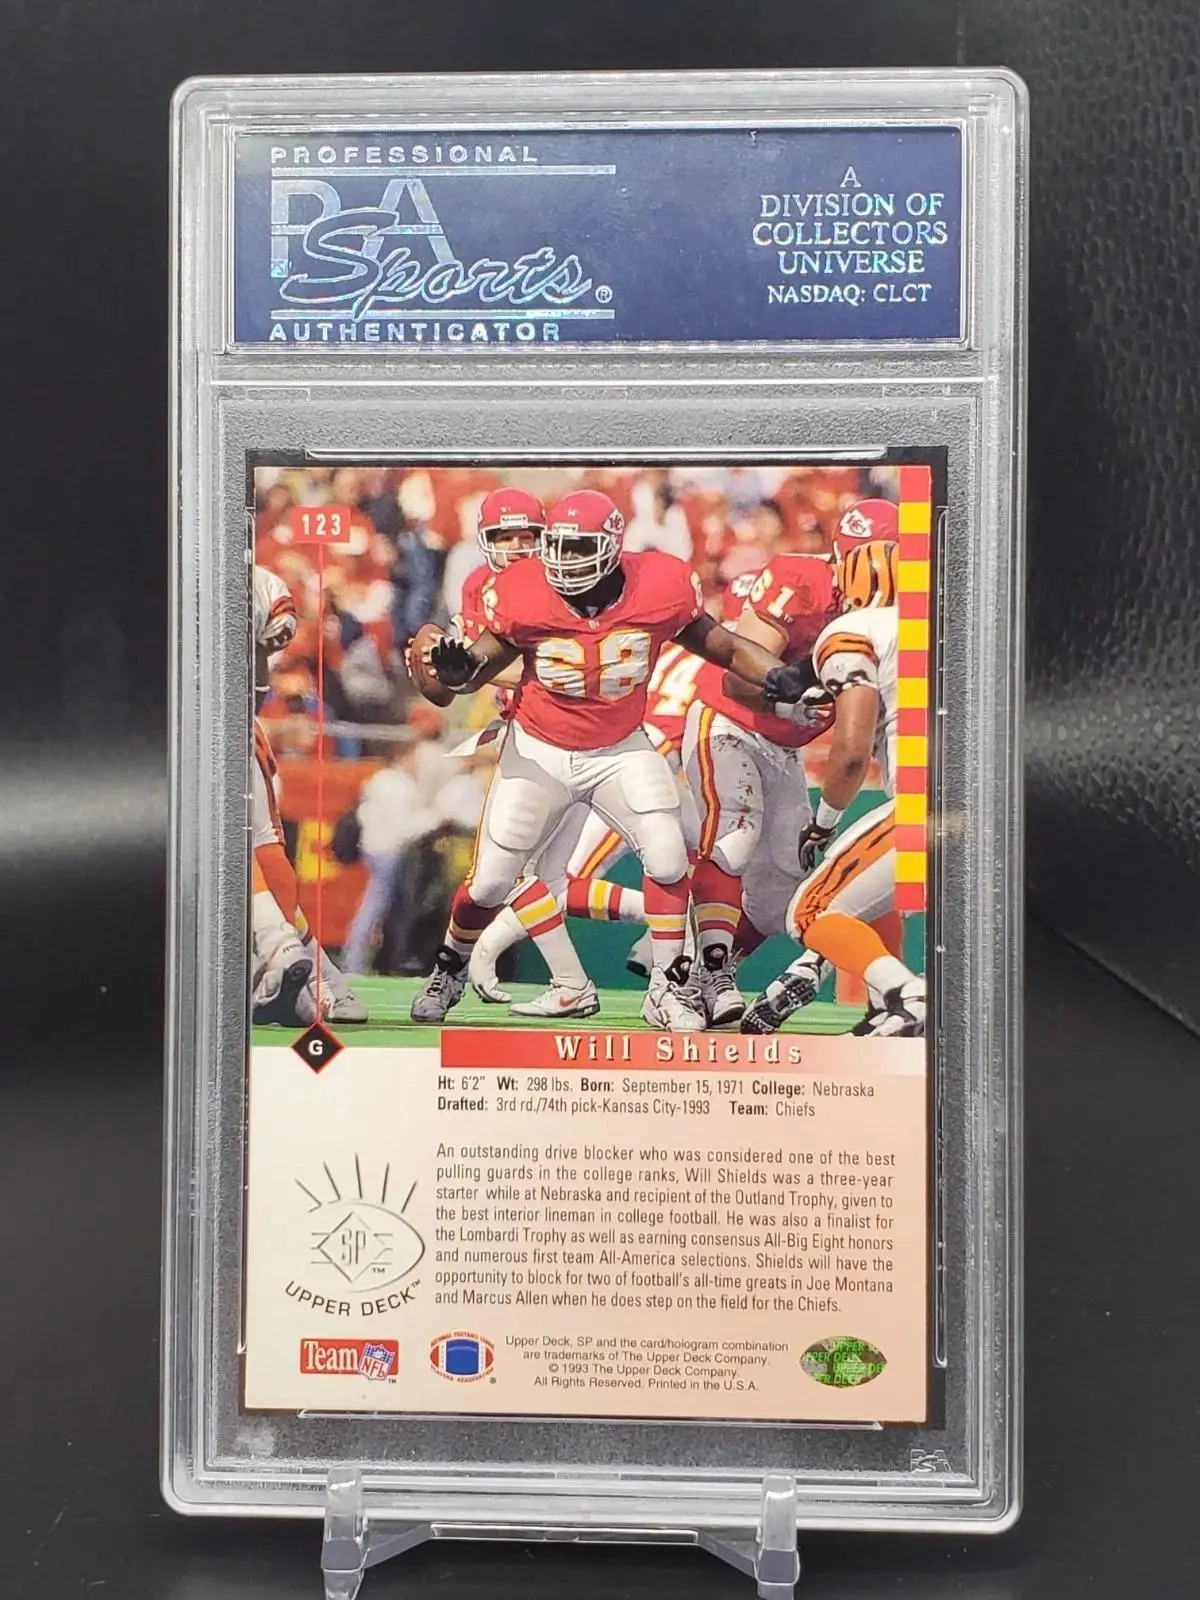 PROFESSIONAL
PSA
Sports®
AUTHENTICATOR
A
DIVISION OF
COLLECTORS
UNIVERSE
NASDAQ: CLCT
123
68
61
G
Will Shields
Ht: 6'2" Wt: 298 lbs. Born: September 15, 1971 College: Nebraska
Drafted: 3rd rd./74th pick-Kansas City-1993 Team: Chiefs
An outstanding drive blocker who was considered one of the best
pulling guards in the college ranks, Will Shields was a three-year
starter while at Nebraska and recipient of the Outland Trophy, given to
the best interior lineman in college football. He was also a finalist for
the Lombardi Trophy as well as earning consensus All-Big Eight honors
and numerous first team All-America selections. Shields will have the
opportunity to block for two of football's all-time greats in Joe Montana
and Marcus Allen when he does step on the field for the Chiefs.
SP™
UPPER DECK™
Team NFL™
Upper Deck, SP and the card/hologram combination
are trademarks of The Upper Deck Company.
© 1993 The Upper Deck Company.
All Rights Reserved. Printed in the U.S.A.
UPPER DECK
PSA